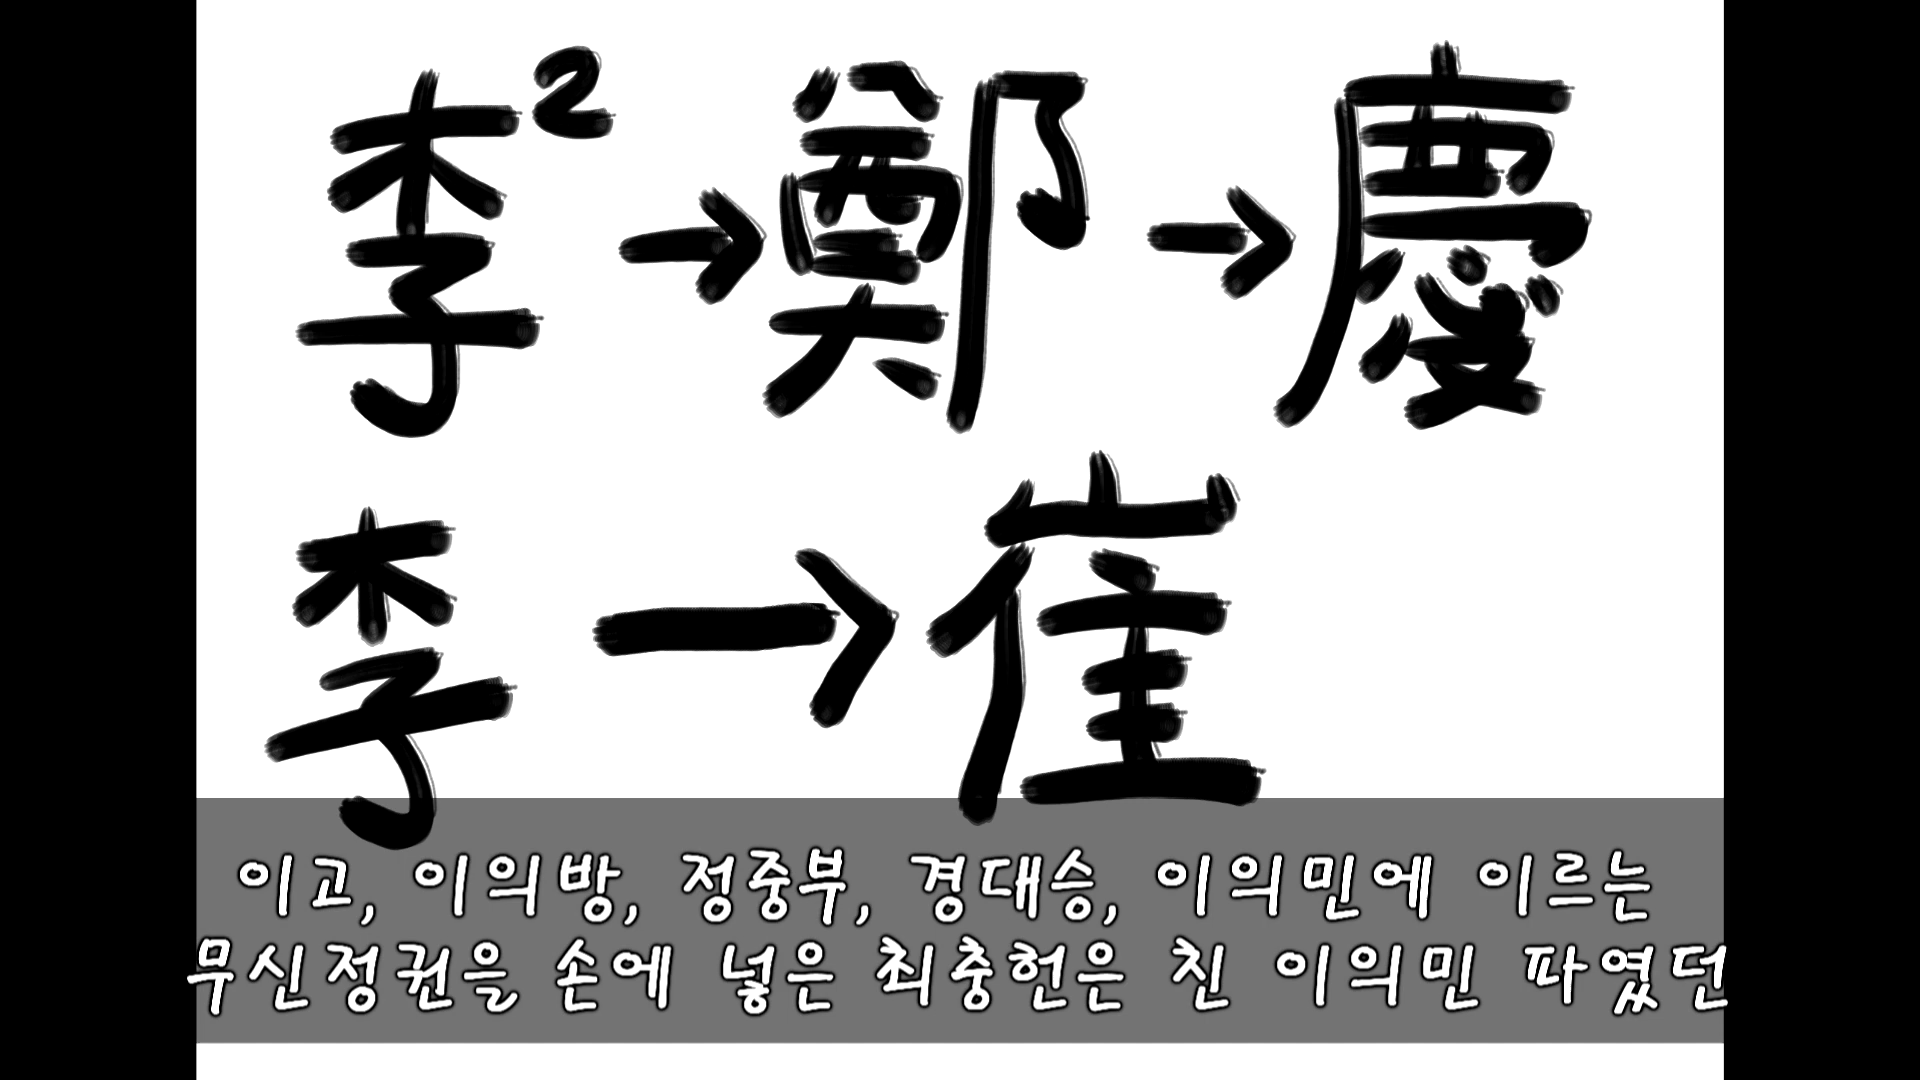 李² → 鄭 → 慶
李 → 崔
이고, 이의방, 정중부, 경대승, 이의민에 이르는
무신정권을 손에 넣은 최충헌은 친 이의민 파였던